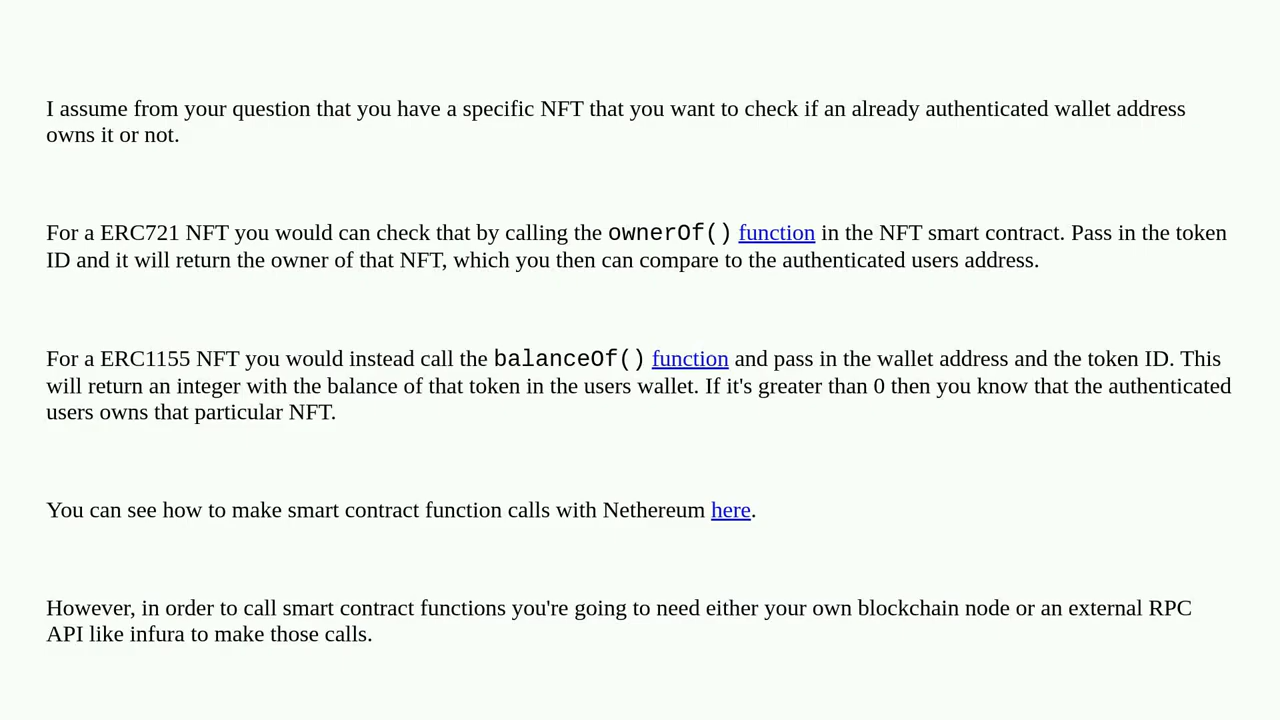 I assume from your question that you have a specific NFT that you want to check if an already authenticated wallet address
owns it or not.
For a ERC721 NFT you would can check that by calling the ownerOf() function in the NFT smart contract. Pass in the token
ID and it will return the owner of that NFT, which you then can compare to the authenticated users address.
For a ERC1155 NFT you would instead call the balanceOf() function and pass in the wallet address and the token ID. This
will return an integer with the balance of that token in the users wallet. If it's greater than 0 then you know that the authenticated
users owns that particular NFT.
You can see how to make smart contract function calls with Nethereum here.
However, in order to call smart contract functions you're going to need either your own blockchain node or an external RPC
API like infura to make those calls.